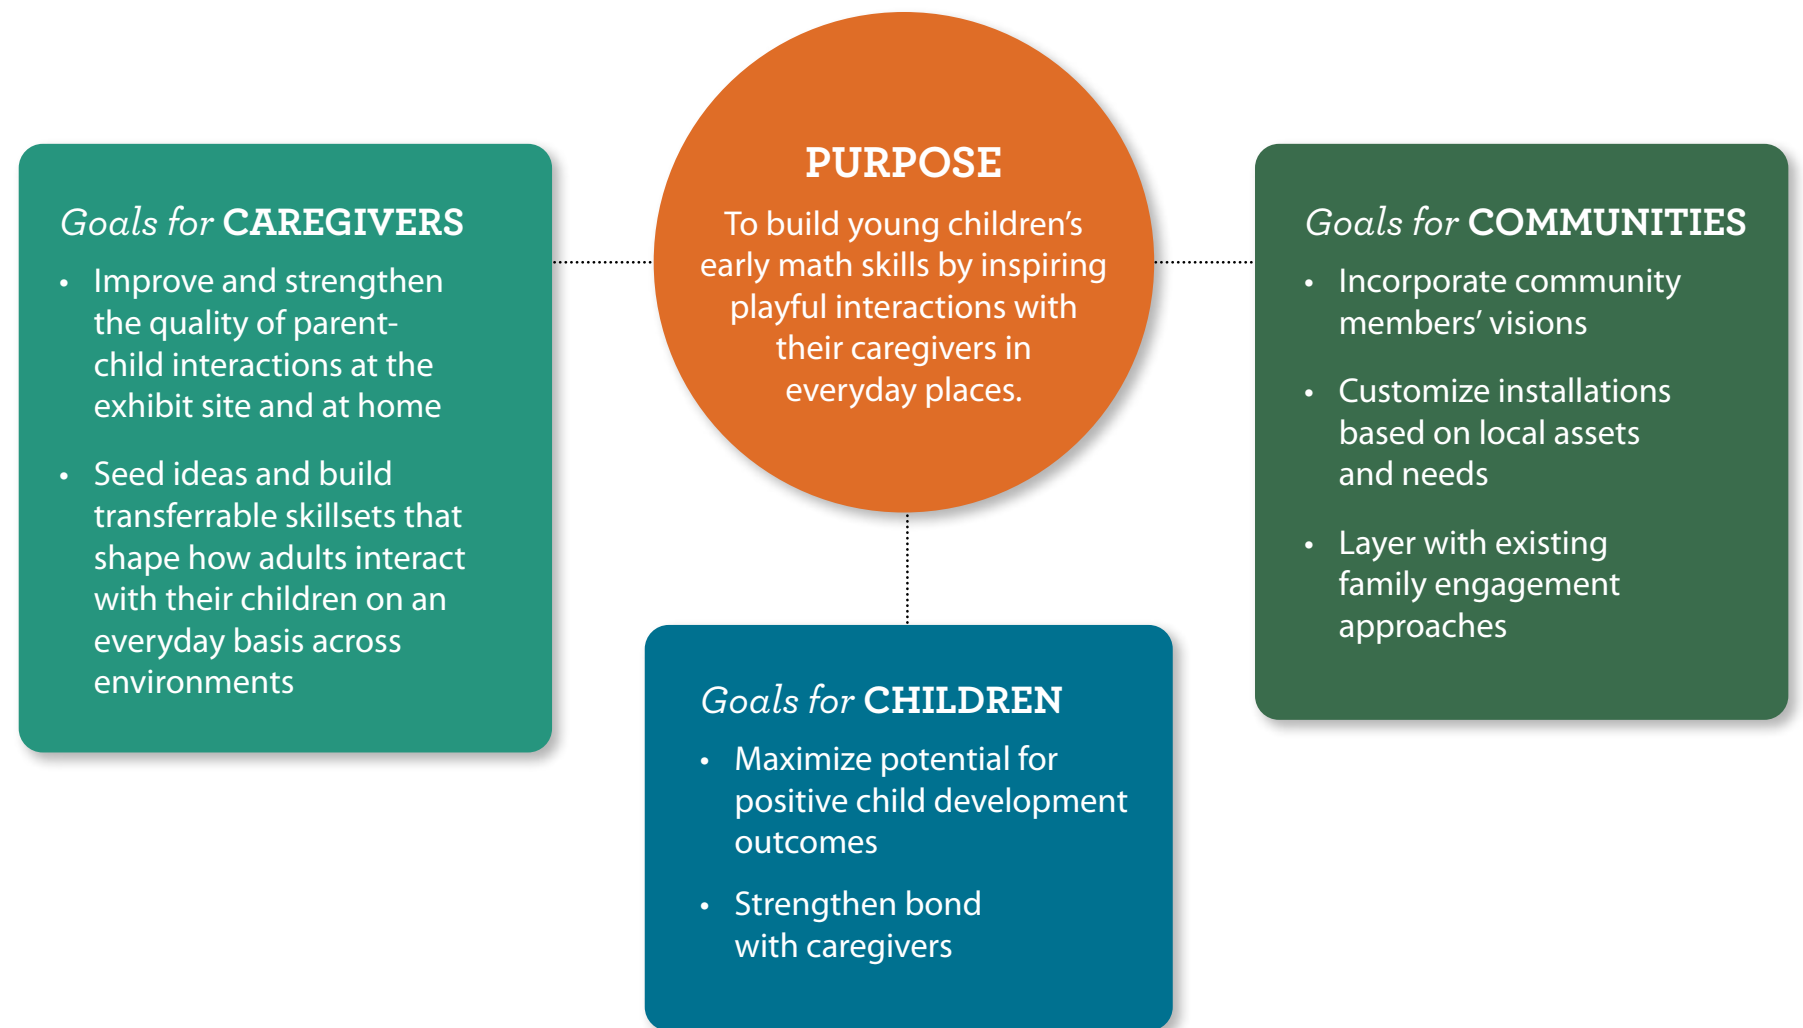 PURPOSE
To build young children’s
early math skills by inspiring
playful interactions with
their caregivers in
everyday places.
Goals for CAREGIVERS
• Improve and strengthen
the quality of parent-
child interactions at the
exhibit site and at home
• Seed ideas and build
transferrable skillsets that
shape how adults interact
with their children on an
everyday basis across
environments
Goals for CHILDREN
• Maximize potential for
positive child development
outcomes
• Strengthen bond
with caregivers
Goals for COMMUNITIES
• Incorporate community
members’ visions
• Customize installations
based on local assets
and needs
• Layer with existing
family engagement
approaches